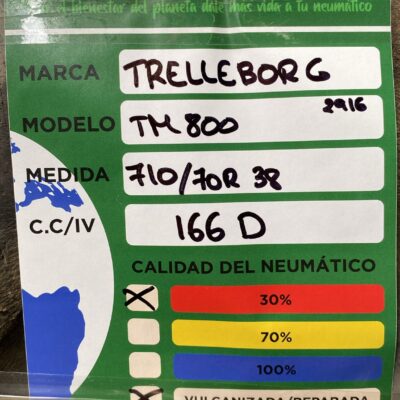 el bienestar del planeta dale más vida a tu neumático
MARCA TRELLEBORG
2916
MODELO TM 800
MEDIDA 710/70R 38
C.C/IV 166 D
CALIDAD DEL NEUMÁTICO
X 30%
70%
100%
X VULCANIZADA/REPARADA